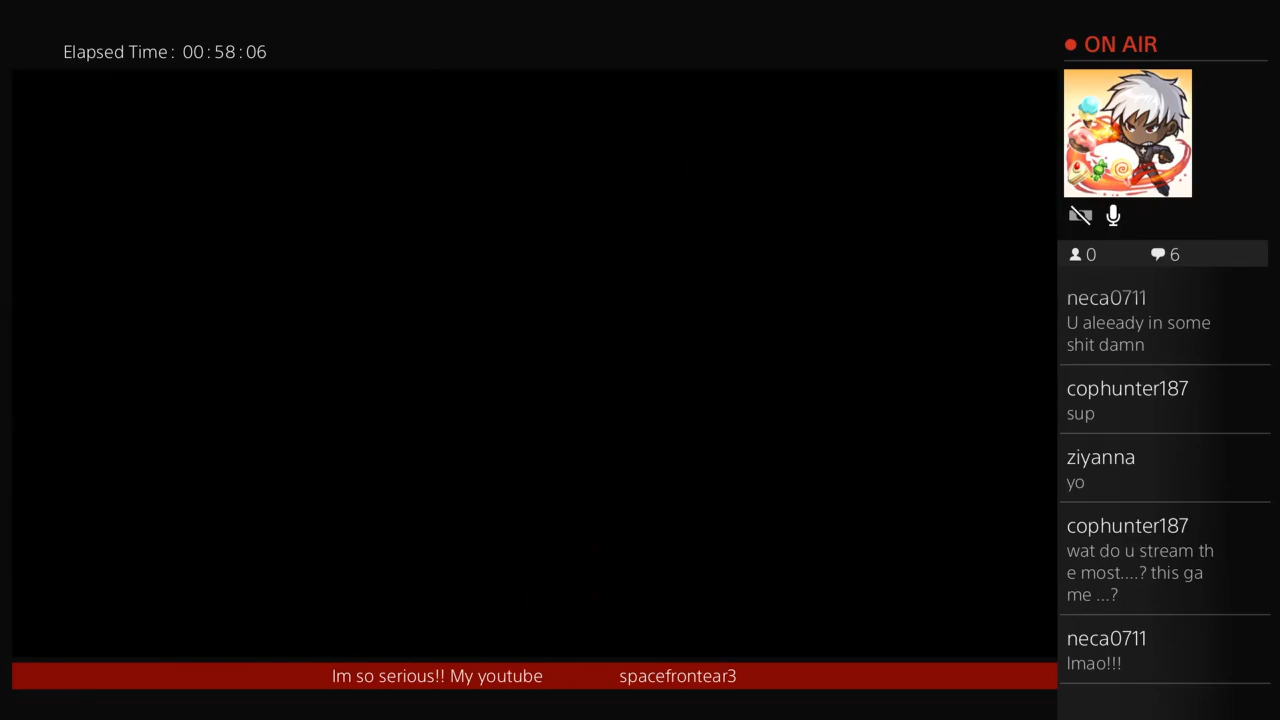 Elapsed Time: 00:58:06
ON AIR
0 6
neca0711
U aleeady in some
shit damn
cophunter187
sup
ziyanna
yo
cophunter187
wat do u stream th
e most....? this ga
me ...?
neca0711
lmao!!!
Im so serious!! My youtube spacefrontear3